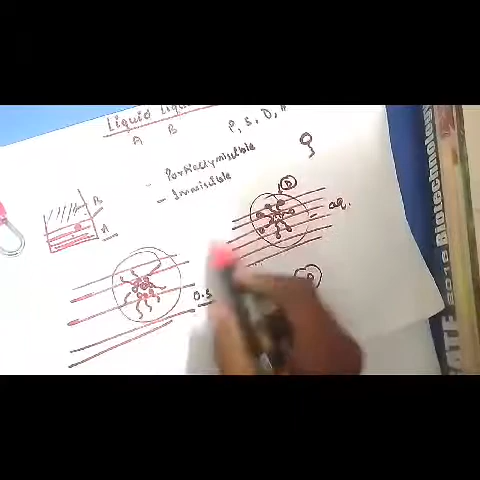 Liquid Liqu
A B
P, S, D, A
- Partially miscible
- Immiscible
B
A
D
aq.
O.S
D
GATE 2016 Biotechnology